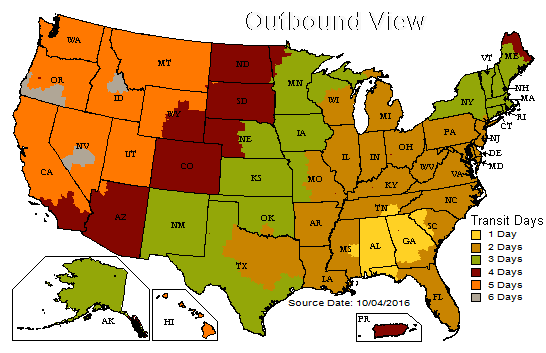 Outbound View
WA
MT
ND
MN
ME
VT
NH
MA
RI
CT
NY
OR
ID
SD
WI
MI
WY
IA
PA
NJ
DE
MD
NE
NV
UT
CO
IL
IN
OH
WV
VA
CA
KS
MO
KY
NC
AZ
NM
OK
AR
TN
SC
MS
AL
GA
TX
LA
FL
AK
HI
PR
Transit Days
1 Day
2 Days
3 Days
4 Days
5 Days
6 Days
Source Date: 10/04/2016